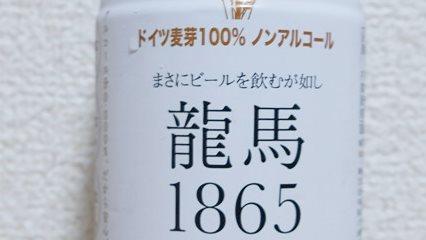 ドイツ麦芽100% ノンアルコール
まさにビールを飲むが如し
龍馬
1865